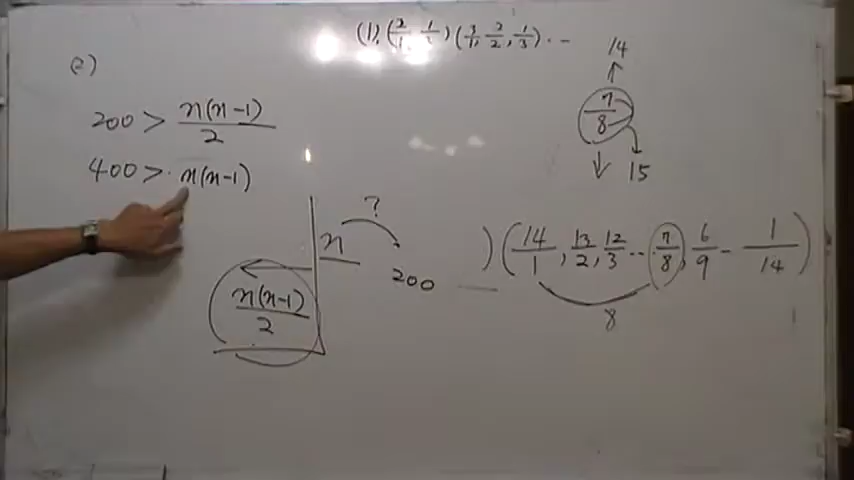 (1), (2/1, 1/2) (3/1, 2/2, 1/3) ...
(2)
200 > n(n-1)/2
400 > n(n-1)
n ? 200
n(n-1)/2
14
7/8
15
) (14/1, 13/2, 12/3 ... 7/8, 6/9 - 1/14)
8